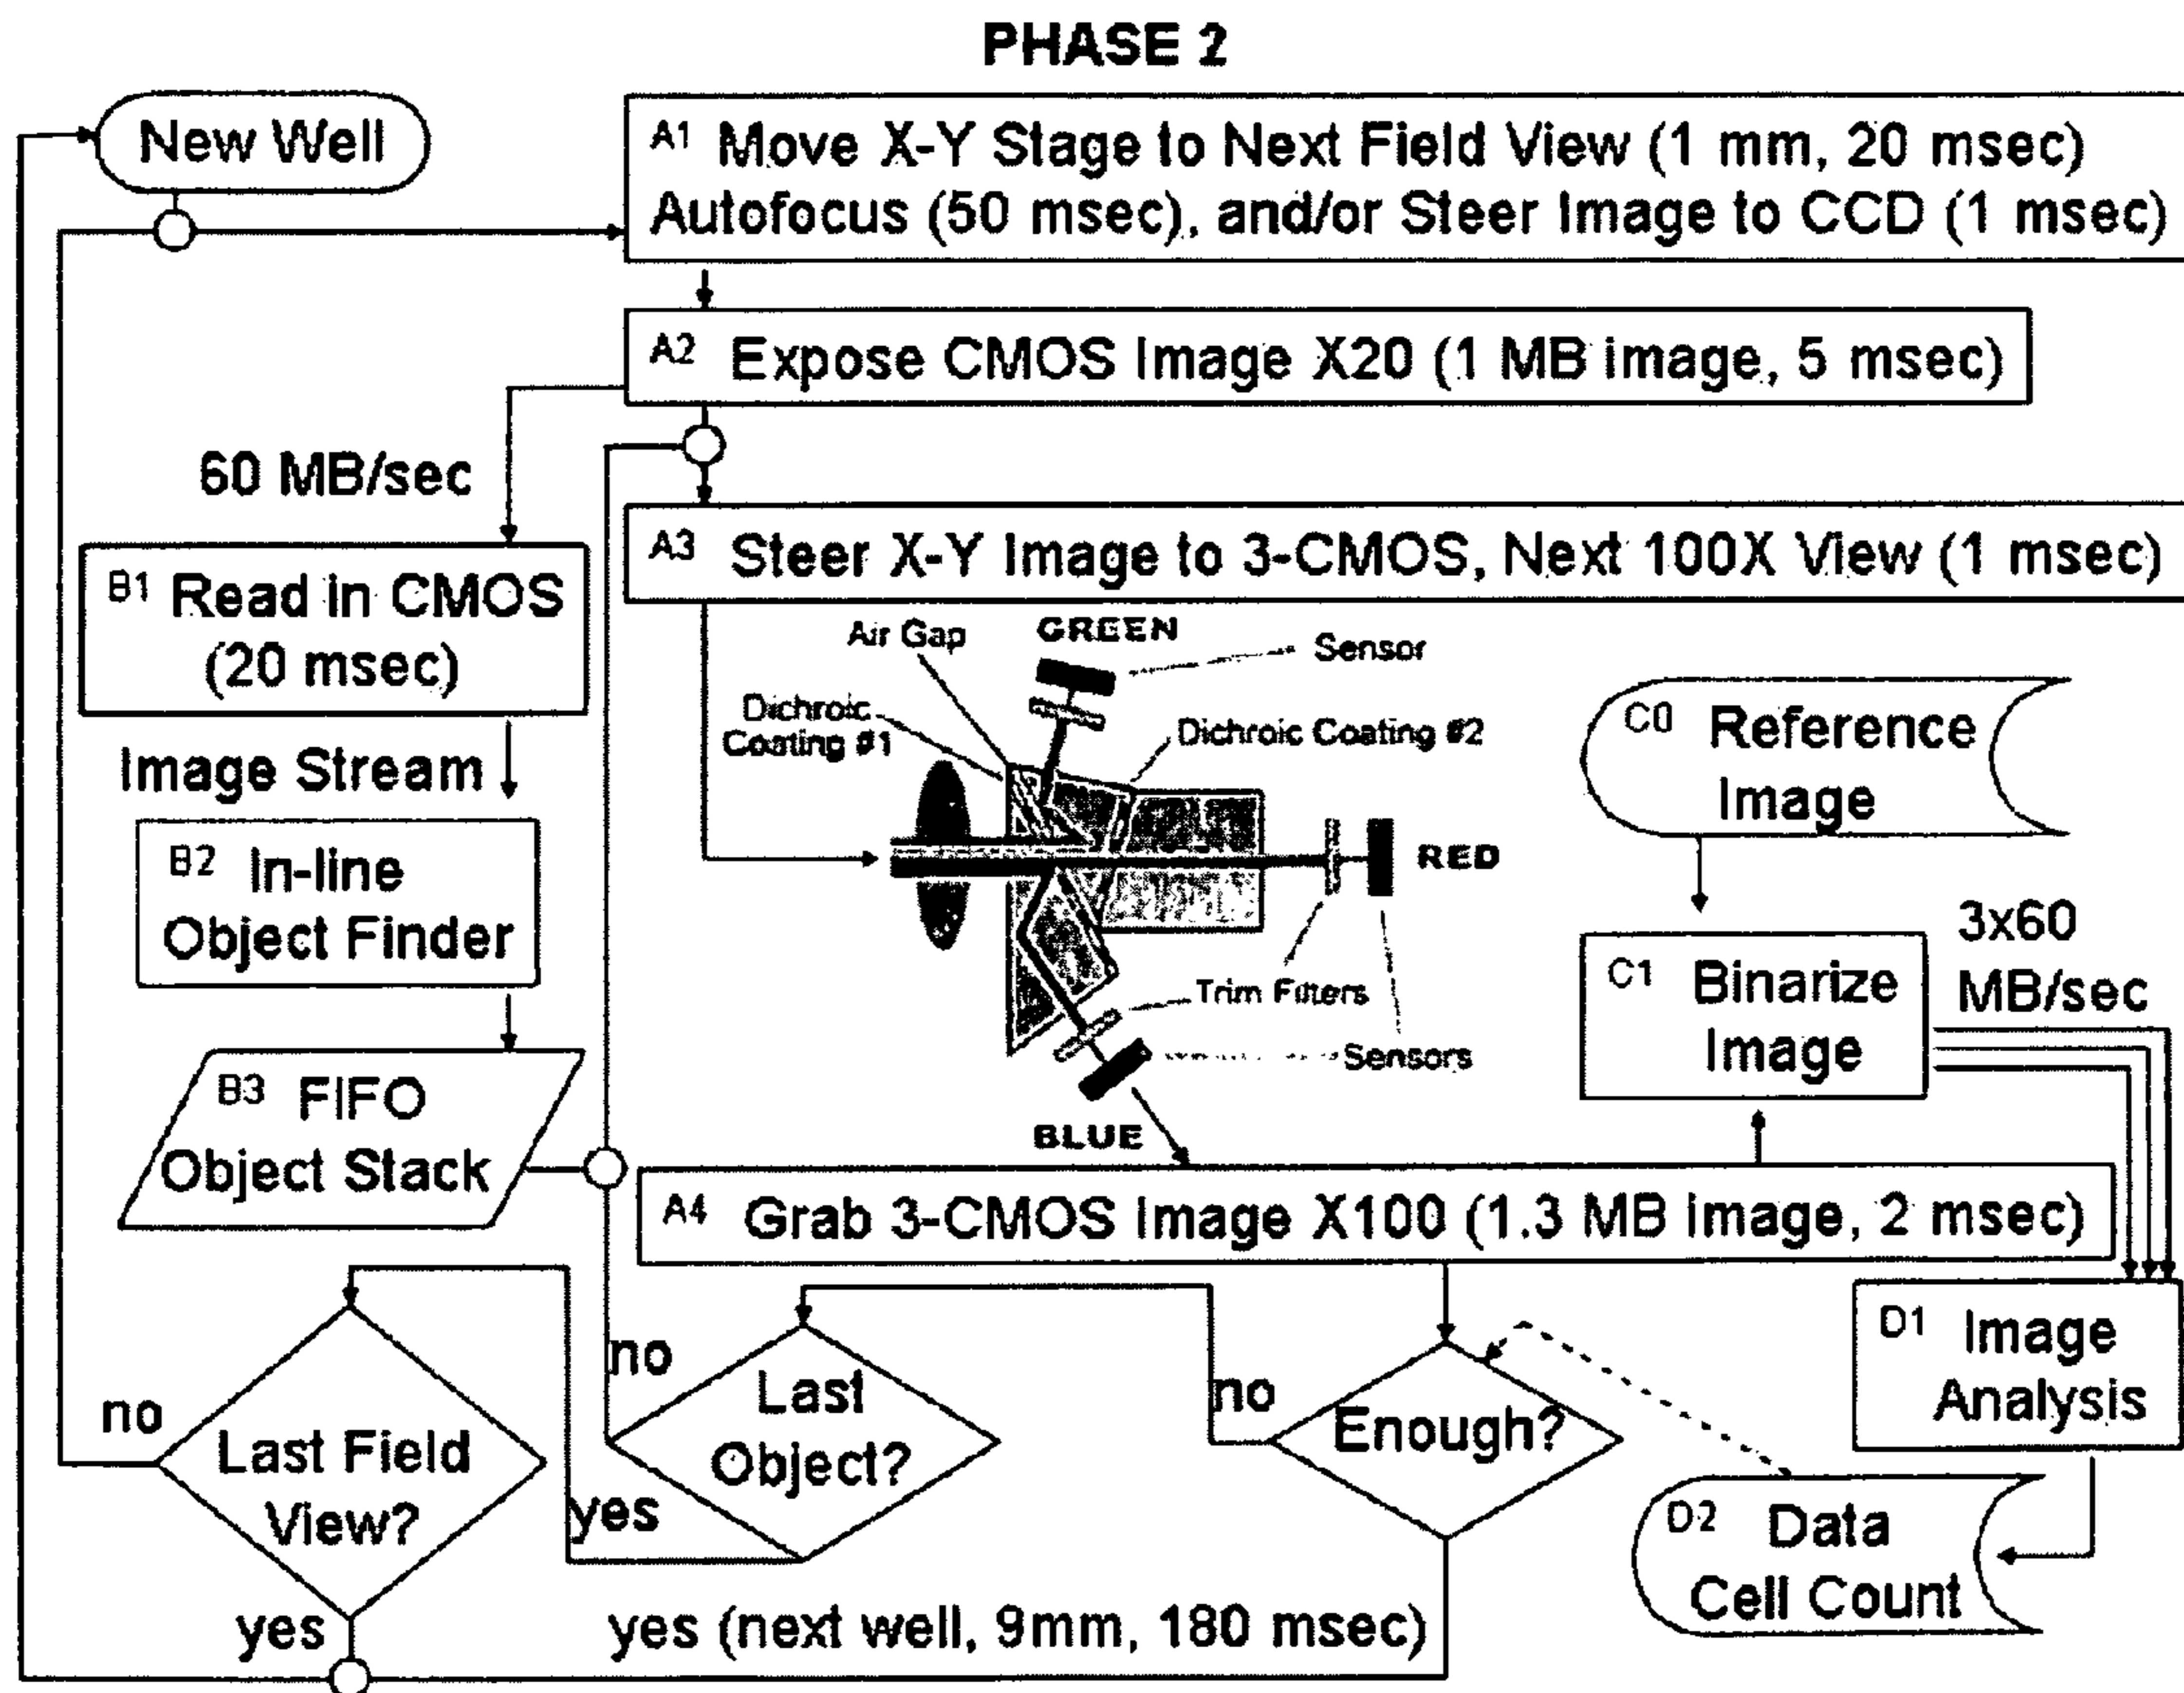 PHASE 2
New Well
A1 Move X-Y Stage to Next Field View (1 mm, 20 msec)
Autofocus (50 msec), and/or Steer Image to CCD (1 msec)
A2 Expose CMOS Image X20 (1 MB image, 5 msec)
60 MB/sec
A3 Steer X-Y Image to 3-CMOS, Next 100X View (1 msec)
B1 Read in CMOS
(20 msec)
Image Stream
B2 In-line
Object Finder
B3 FIFO
Object Stack
Air Gap
GREEN
Sensor
Dichroic
Coating #1
Dichroic Coating #2
RED
Trim Filters
Sensors
BLUE
C0 Reference
Image
C1 Binarize
Image
3x60
MB/sec
A4 Grab 3-CMOS Image X100 (1.3 MB image, 2 msec)
no
Last Field
View?
yes
no
Last
Object?
yes
no
Enough?
yes (next well, 9mm, 180 msec)
D1 Image
Analysis
D2 Data
Cell Count